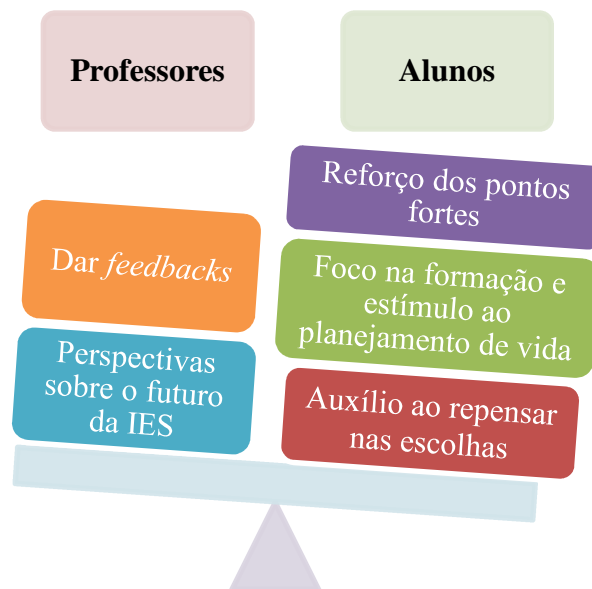 Professores
Alunos
Dar feedbacks
Perspectivas
sobre o futuro
da IES
Reforço dos pontos
fortes
Foco na formação e
estímulo ao
planejamento de vida
Auxílio ao repensar
nas escolhas